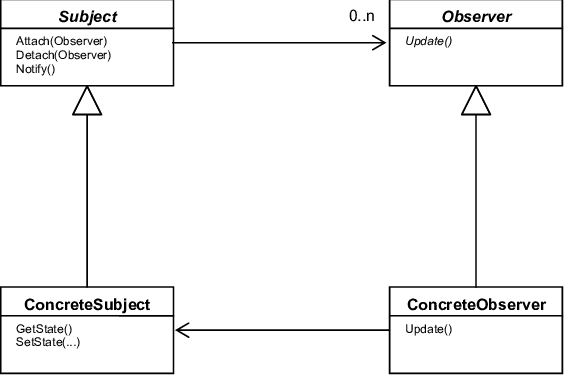 Subject
Attach(Observer)
Detach(Observer)
Notify()
0..n
Observer
Update()
ConcreteSubject
GetState()
SetState(...)
ConcreteObserver
Update()